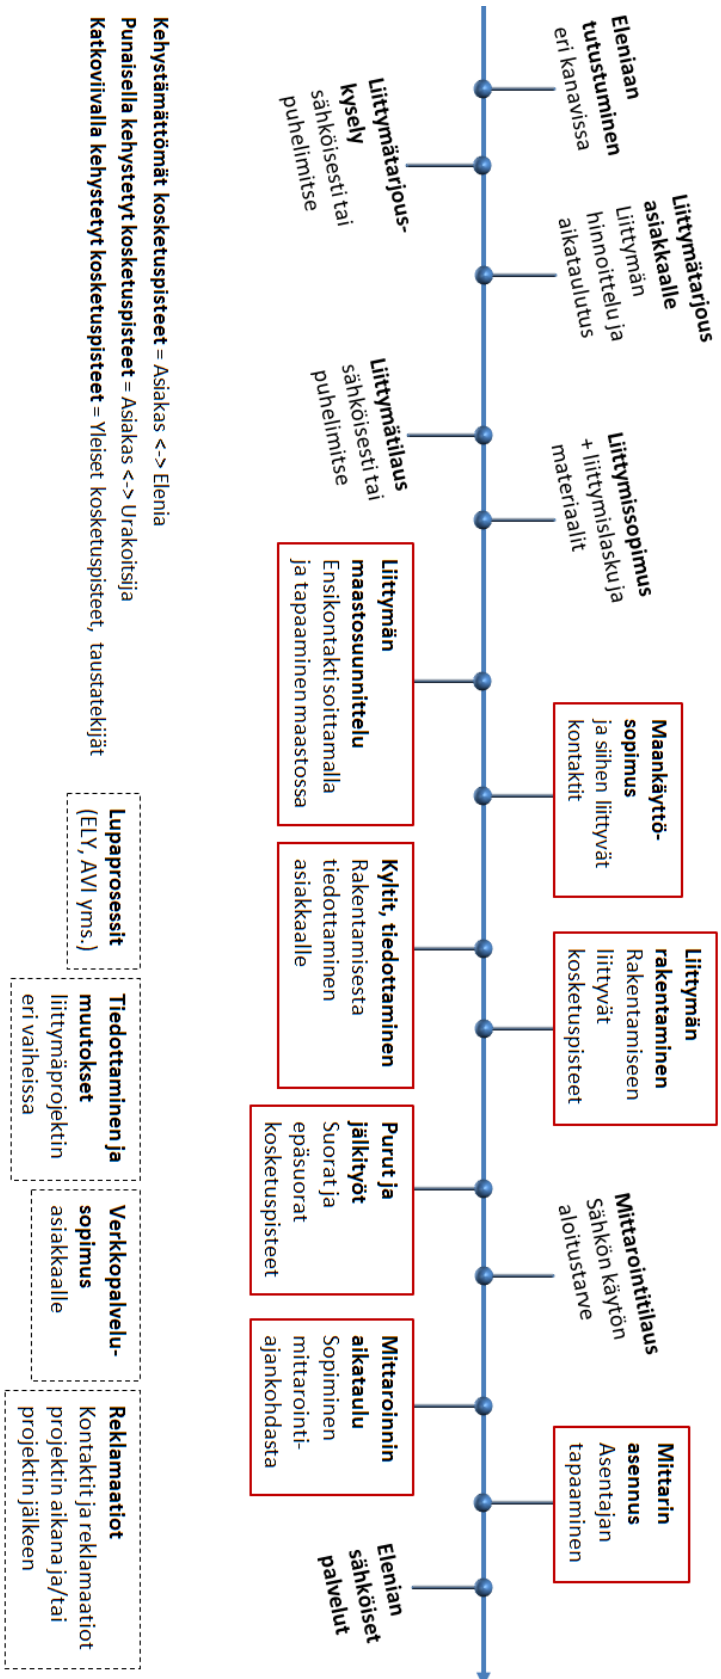 Eleniaan
tutustuminen
eri kanavissa
Liittymätarjous-
kysely
sähköisesti tai
puhelimitse
Liittymätarjous
asiakkaalle
Liittymän
hinnoittelu ja
aikataulutus
Liittymätilaus
sähköisesti tai
puhelimitse
Liittymissopimus
+ liittymislasku ja
materiaalit
Liittymän
maastosuunnittelu
Ensikontakti soittamalla
ja tapaaminen maastossa
Maankäyttö-
sopimus
ja siihen liittyvät
kontaktit
Kyltit, tiedottaminen
Rakentamisesta
tiedottaminen
asiakkaalle
Liittymän
rakentaminen
Rakentamiseen
liittyvät
kosketuspisteet
Purut ja
jälkityöt
Suorat ja
epäsuorat
kosketuspisteet
Mittarointitilaus
Sähkön käytön
aloitustarve
Mittaroinnin
aikataulu
Sopiminen
mittarointi-
ajankohdasta
Mittarin
asennus
Asentajan
tapaaminen
Elenian
sähköiset
palvelut
Kehystämättömät kosketuspisteet = Asiakas <-> Elenia
Punaisella kehystetyt kosketuspisteet = Asiakas <-> Urakoitsija
Katkoviivalla kehystetyt kosketuspisteet = Yleiset kosketuspisteet, taustatekijät
Lupaprosessit
(ELY, AVI yms.)
Tiedottaminen ja
muutokset
liittymäprojektin
eri vaiheissa
Verkkopalvelu-
sopimus
asiakkaalle
Reklamaatiot
Kontaktit ja reklamaatiot
projektin aikana ja/tai
projektin jälkeen